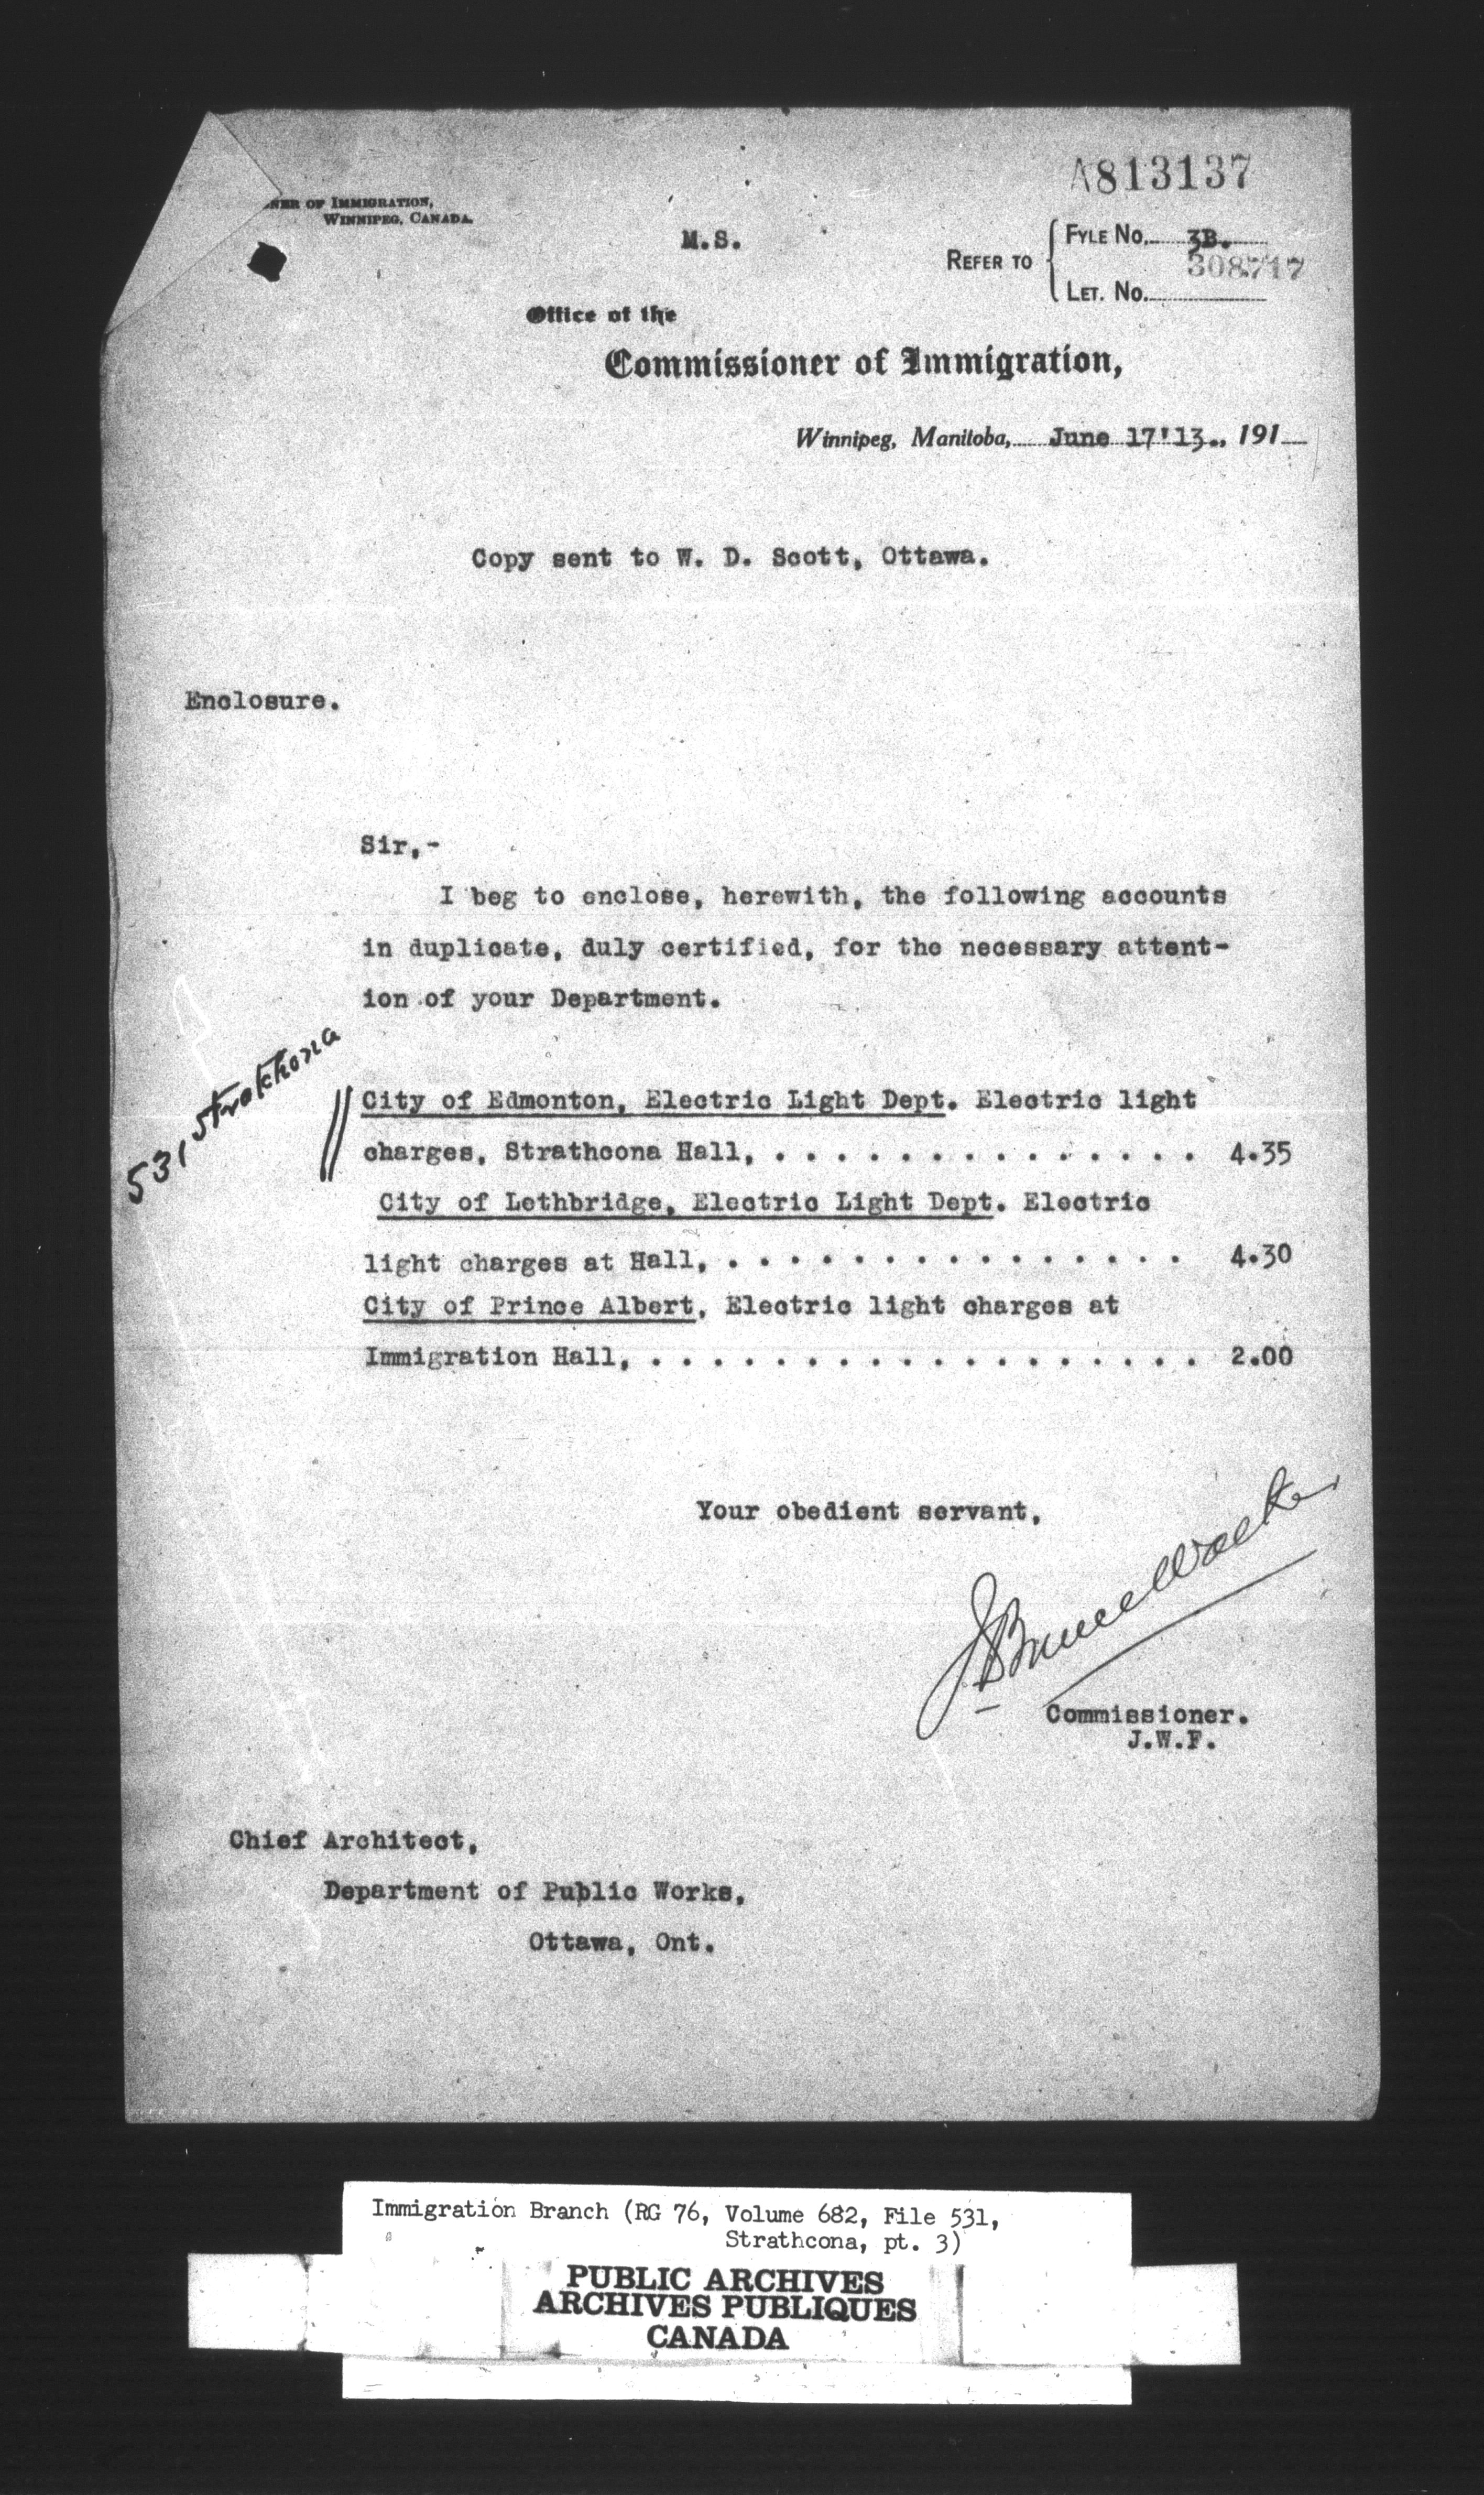 A813137
OF IMMIGRATION,
WINNIPEG, CANADA.
M.S.
REFER TO
FYLE No. 3B.
308717
LET. No.
Office of the
Commissioner of Immigration,
Winnipeg, Manitoba, June 17'13., 191
Copy sent to W. D. Scott, Ottawa.
Enclosure.
Sir,-
I beg to enclose, herewith, the following accounts
in duplicate, duly certified, for the necessary attent-
ion of your Department.
531 Strathcona
City of Edmonton, Electric Light Dept. Electric light
charges, Strathcona Hall, . . . . . . . . . . . . . . 4.35
City of Lethbridge, Electric Light Dept. Electric
light charges at Hall, . . . . . . . . . . . . . . . . 4.30
City of Prince Albert, Electric light charges at
Immigration Hall, . . . . . . . . . . . . . . . . . . 2.00
Your obedient servant,
J Bruce Walker
Commissioner.
J.W.F.
Chief Architect,
Department of Public Works,
Ottawa, Ont.
Immigration Branch (RG 76, Volume 682, File 531,
Strathcona, pt. 3)
PUBLIC ARCHIVES
ARCHIVES PUBLIQUES
CANADA